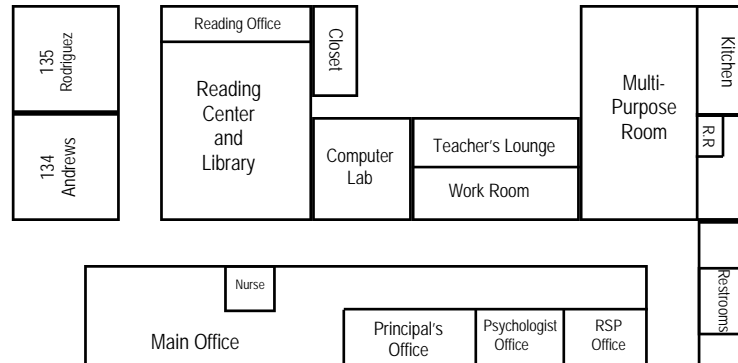 135
Rodriguez
134
Andrews
Reading Office
Reading
Center
and
Library
Closet
Computer
Lab
Teacher's Lounge
Work Room
Multi-
Purpose
Room
Kitchen
R.R
Restrooms
Nurse
Main Office
Principal's
Office
Psychologist
Office
RSP
Office